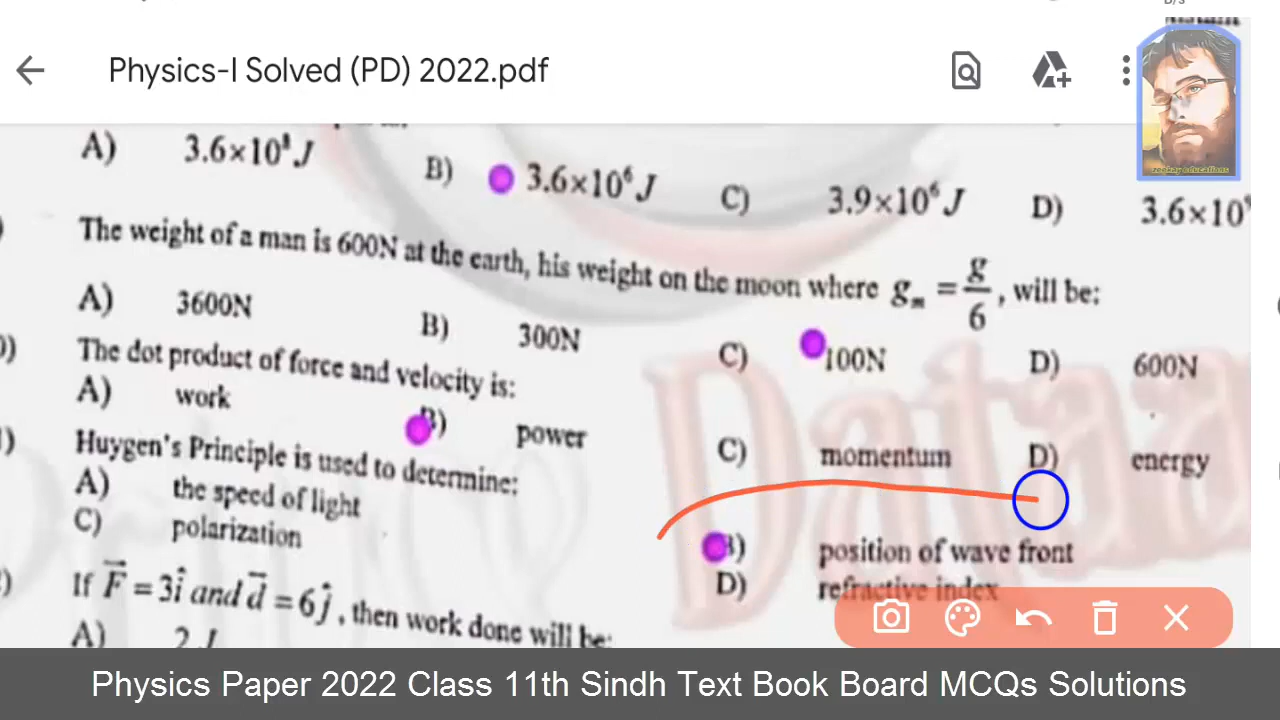 Physics-I Solved (PD) 2022.pdf
A) 3.6×10⁸ J B) 3.6×10⁶ J C) 3.9×10⁶ J D) 3.6×10
The weight of a man is 600N at the earth, his weight on the moon where gₘ = g/6, will be:
A) 3600N B) 300N C) 100N D) 600N
The dot product of force and velocity is:
A) work B) power C) momentum D) energy
Huygen's Principle is used to determine:
A) the speed of light B) position of wave front
C) polarization D) refractive index
If F⃗ = 3î and d⃗ = 6ĵ, then work done will be:
A) 2 J
Physics Paper 2022 Class 11th Sindh Text Book Board MCQs Solutions